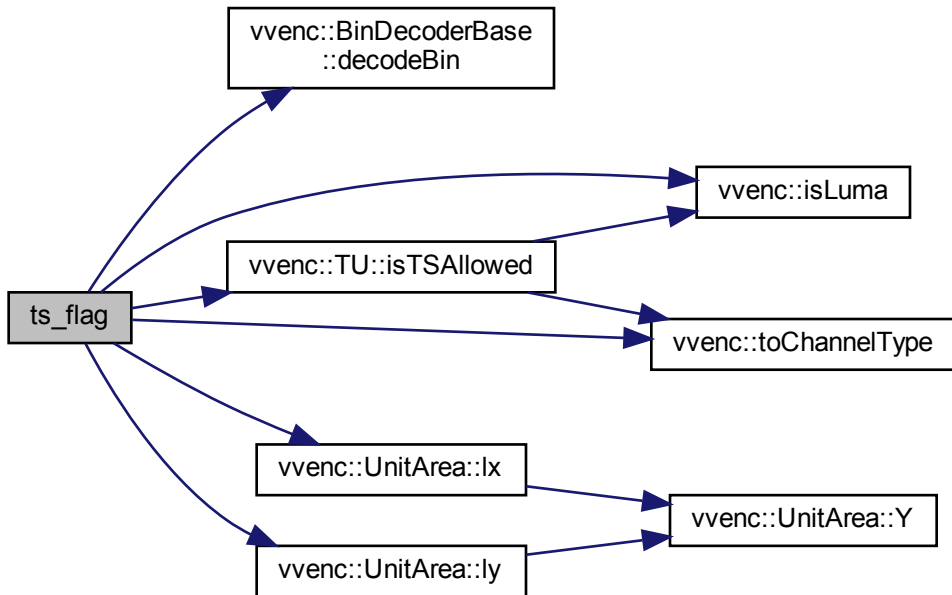 vvenc::BinDecoderBase
::decodeBin
vvenc::isLuma
vvenc::TU::isTSAllowed
ts_flag
vvenc::toChannelType
vvenc::UnitArea::lx
vvenc::UnitArea::Y
vvenc::UnitArea::ly